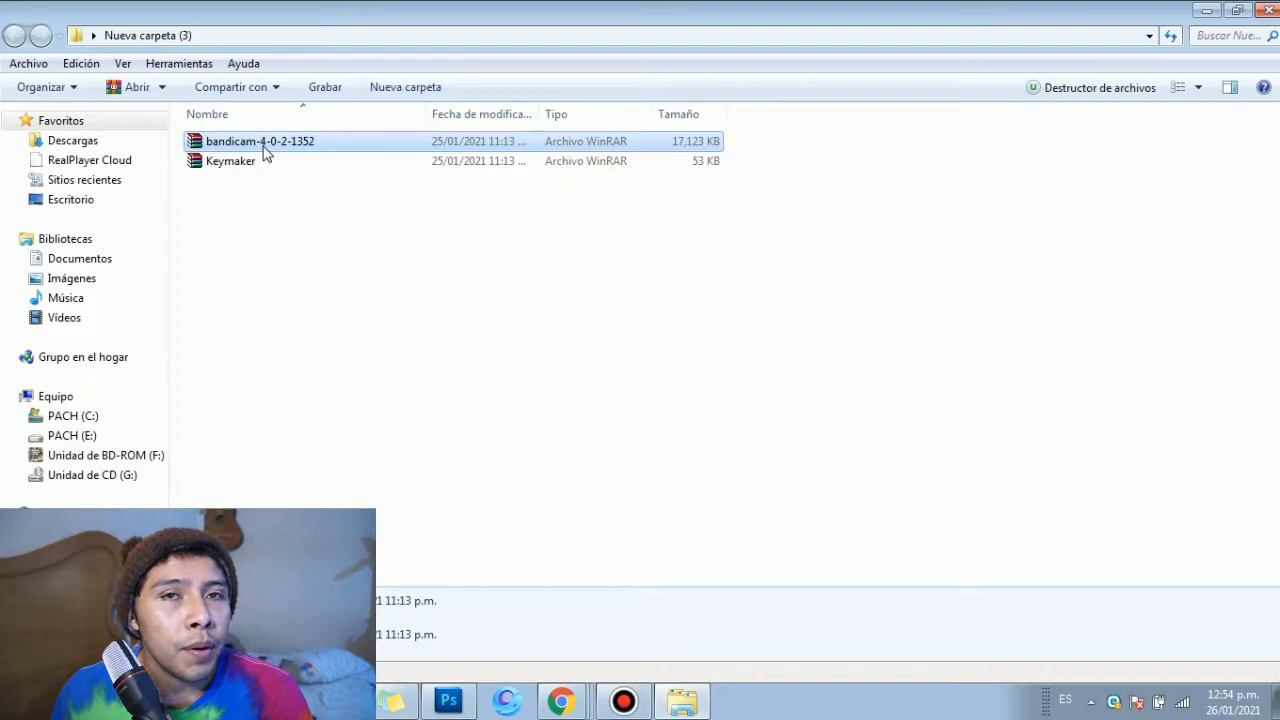 Nueva carpeta (3)
Buscar Nue...
Archivo Edición Ver Herramientas Ayuda
Organizar Abrir Compartir con Grabar Nueva carpeta Destructor de archivos
Nombre Fecha de modifica... Tipo Tamaño
bandicam-4-0-2-1352 25/01/2021 11:13 ... Archivo WinRAR 17,123 KB
Keymaker 25/01/2021 11:13 ... Archivo WinRAR 53 KB
Favoritos
Descargas
RealPlayer Cloud
Sitios recientes
Escritorio
Bibliotecas
Documentos
Imágenes
Música
Vídeos
Grupo en el hogar
Equipo
PACH (C:)
PACH (E:)
Unidad de BD-ROM (F:)
Unidad de CD (G:)
11:13 p.m.
11:13 p.m.
Ps
ES
12:54 p.m.
26/01/2021